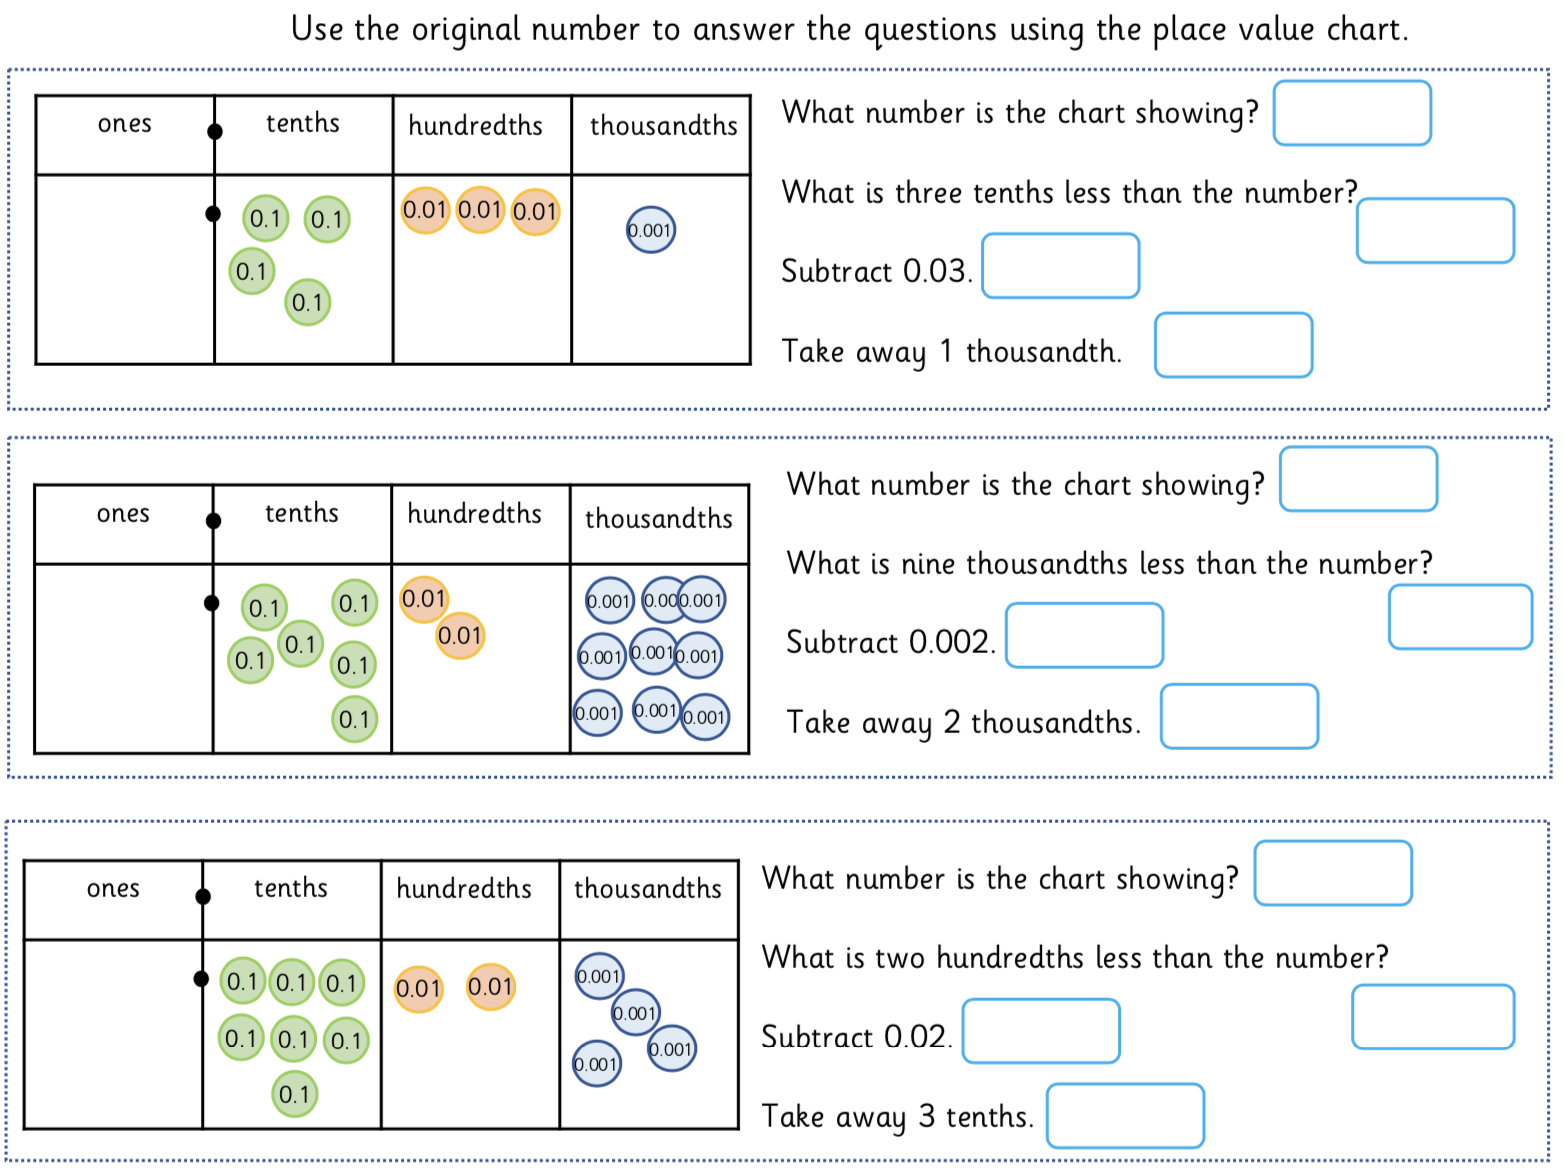 Use the original number to answer the questions using the place value chart.
ones tenths hundredths thousandths
0.1 0.1 0.01 0.01 0.01 0.001
0.1
0.1
What number is the chart showing?
What is three tenths less than the number?
Subtract 0.03.
Take away 1 thousandth.
ones tenths hundredths thousandths
0.1 0.1 0.01 0.001 0.00 0.001
0.1 0.1 0.1 0.01 0.001 0.001 0.001
0.1 0.001 0.001 0.001
What number is the chart showing?
What is nine thousandths less than the number?
Subtract 0.002.
Take away 2 thousandths.
ones tenths hundredths thousandths
0.1 0.1 0.1 0.01 0.01 0.001
0.1 0.1 0.1 0.001
0.001 0.001
0.1
What number is the chart showing?
What is two hundredths less than the number?
Subtract 0.02.
Take away 3 tenths.